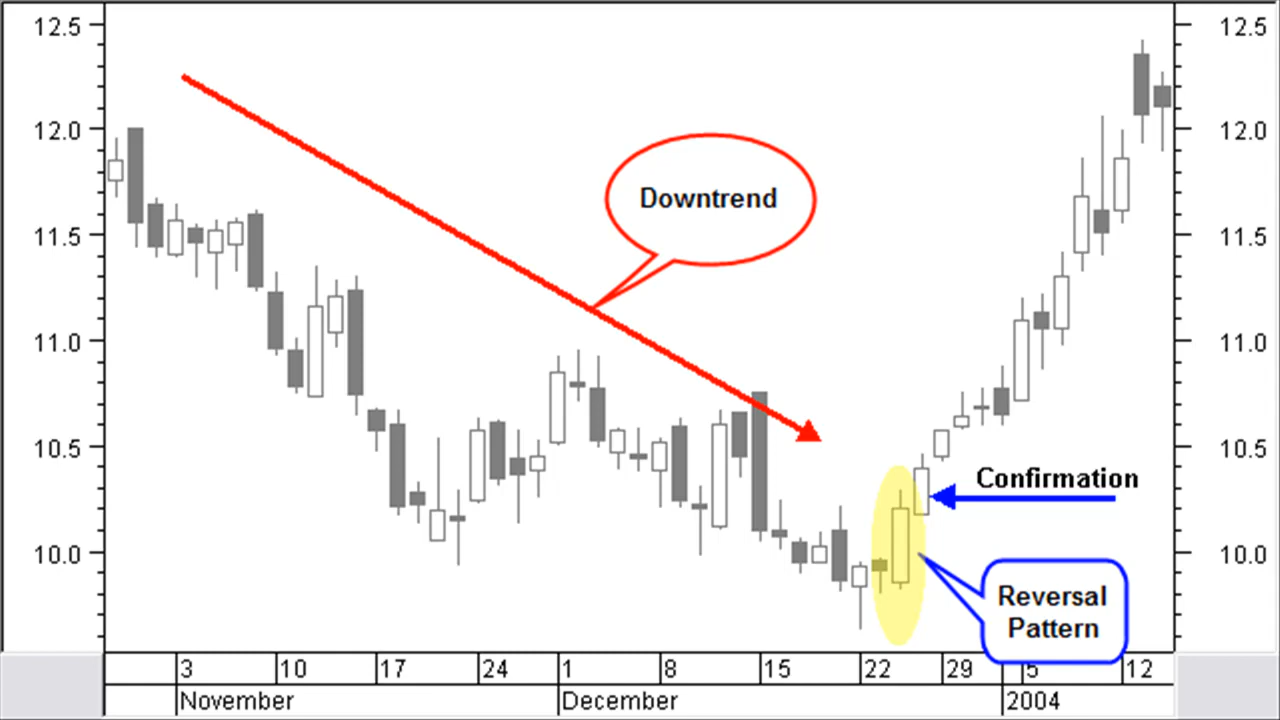 12.5
12.5
12.0
12.0
Downtrend
11.5
11.5
11.0
11.0
10.5
10.5
Confirmation
10.0
10.0
Reversal
Pattern
3 10 17 24 1 8 15 22 29 5 12
November December 2004